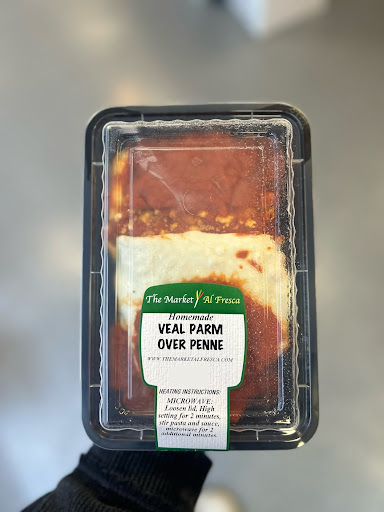 The Market Al Fresca
Homemade
VEAL PARM
OVER PENNE
WWW.THEMARKETALFRESCA.COM
HEATING INSTRUCTIONS:
MICROWAVE:
Loosen lid, High
setting for 2 minutes,
stir pasta and sauce,
microwave for 2
additional minutes.